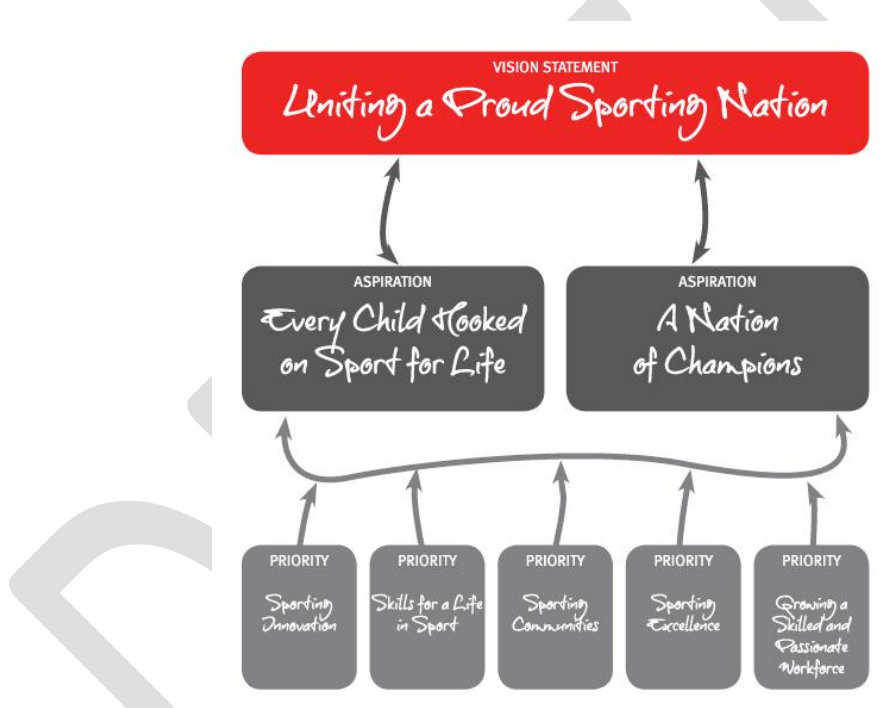 VISION STATEMENT
Uniting a Proud Sporting Nation
ASPIRATION
Every Child Hooked
on Sport for Life
ASPIRATION
A Nation
of Champions
PRIORITY
Sporting
Innovation
PRIORITY
Skills for a Life
in Sport
PRIORITY
Sporting
Communities
PRIORITY
Sporting
Excellence
PRIORITY
Growing a
Skilled and
Passionate
Workforce